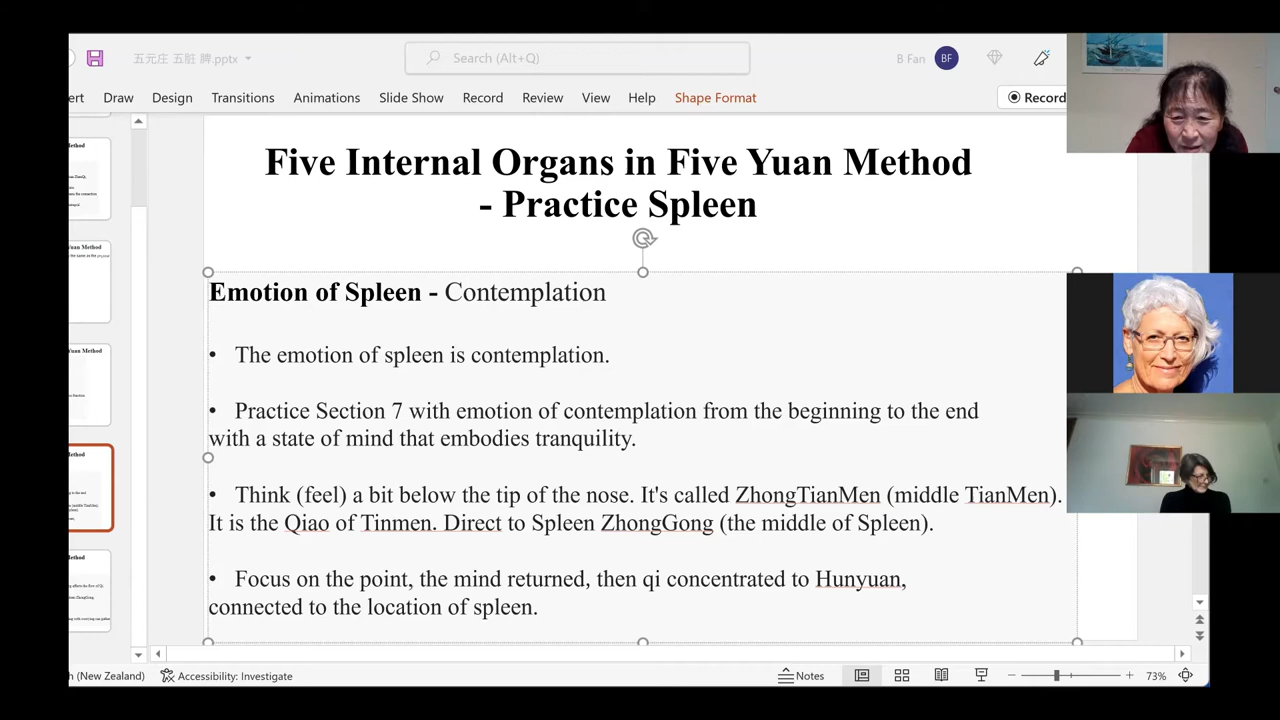 五元庄 五脏 牌.pptx
Search (Alt+Q)
B Fan
BF
ert Draw Design Transitions Animations Slide Show Record Review View Help Shape Format
Record
Five Internal Organs in Five Yuan Method
- Practice Spleen
Emotion of Spleen - Contemplation
• The emotion of spleen is contemplation.
• Practice Section 7 with emotion of contemplation from the beginning to the end
with a state of mind that embodies tranquility.
• Think (feel) a bit below the tip of the nose. It's called ZhongTianMen (middle TianMen).
It is the Qiao of Tinmen. Direct to Spleen ZhongGong (the middle of Spleen).
• Focus on the point, the mind returned, then qi concentrated to Hunyuan,
connected to the location of spleen.
h (New Zealand)
Accessibility: Investigate
Notes
73%